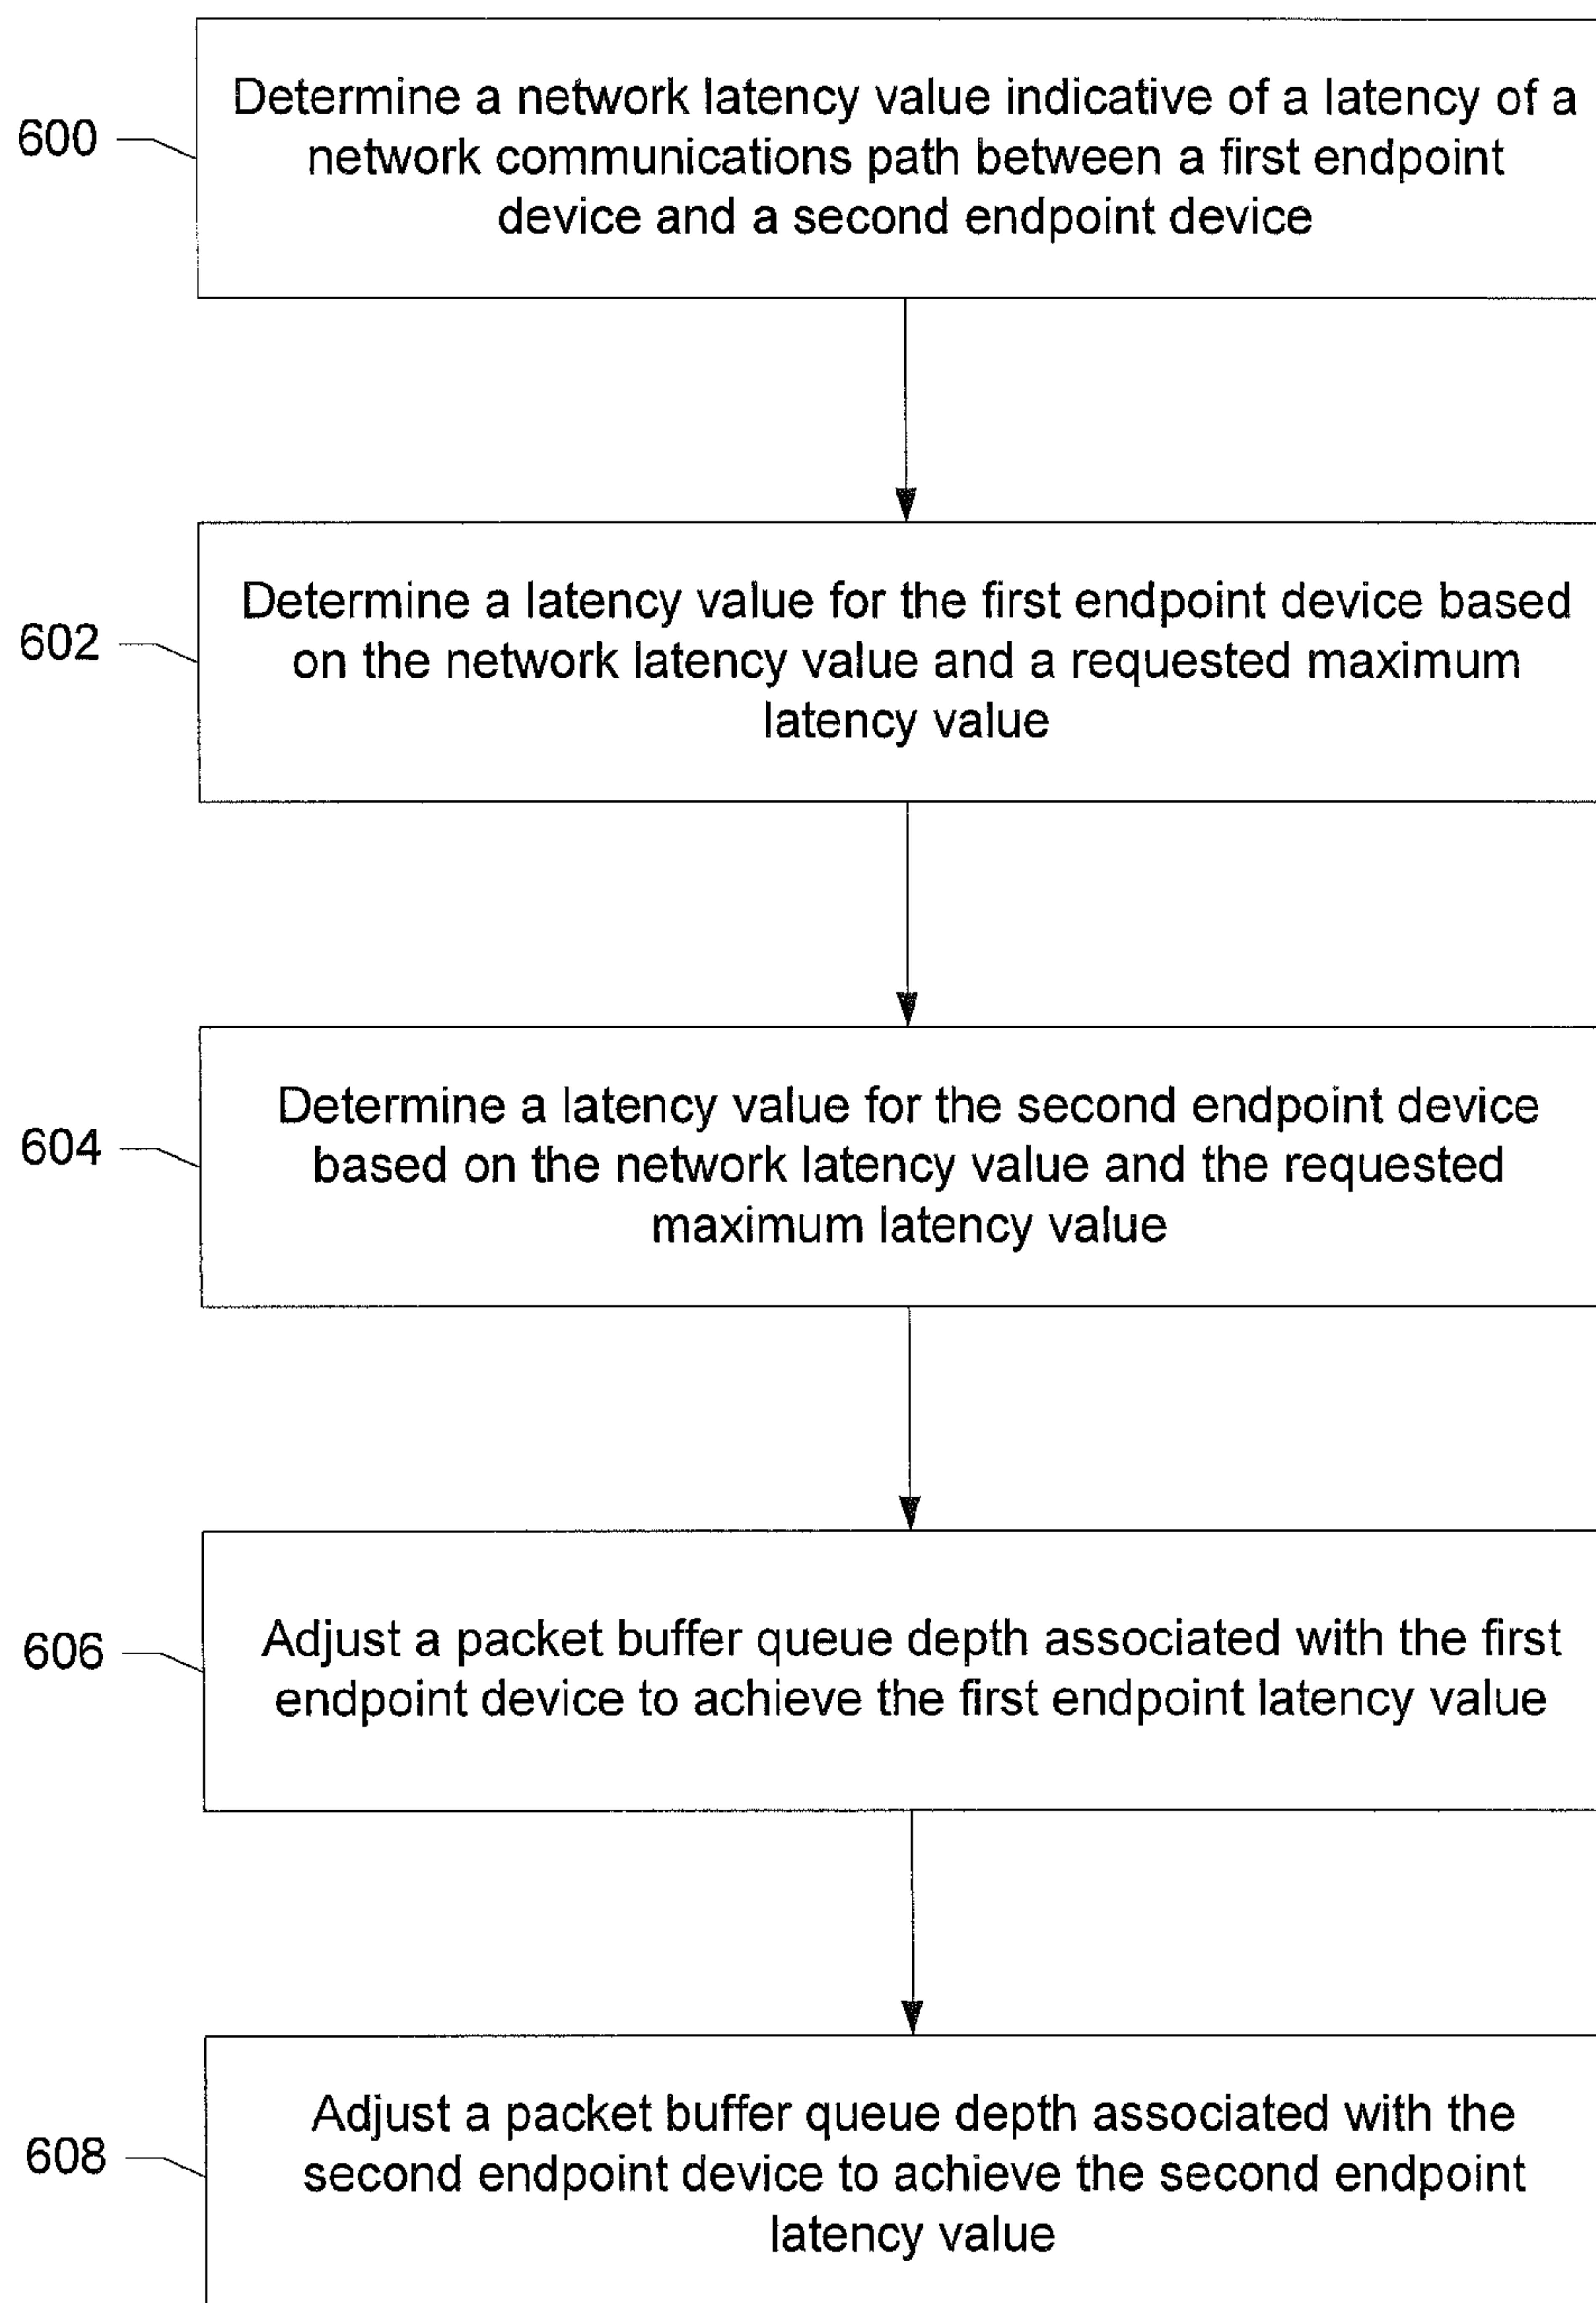 600
Determine a network latency value indicative of a latency of a
network communications path between a first endpoint
device and a second endpoint device
602
Determine a latency value for the first endpoint device based
on the network latency value and a requested maximum
latency value
604
Determine a latency value for the second endpoint device
based on the network latency value and the requested
maximum latency value
606
Adjust a packet buffer queue depth associated with the first
endpoint device to achieve the first endpoint latency value
608
Adjust a packet buffer queue depth associated with the
second endpoint device to achieve the second endpoint
latency value